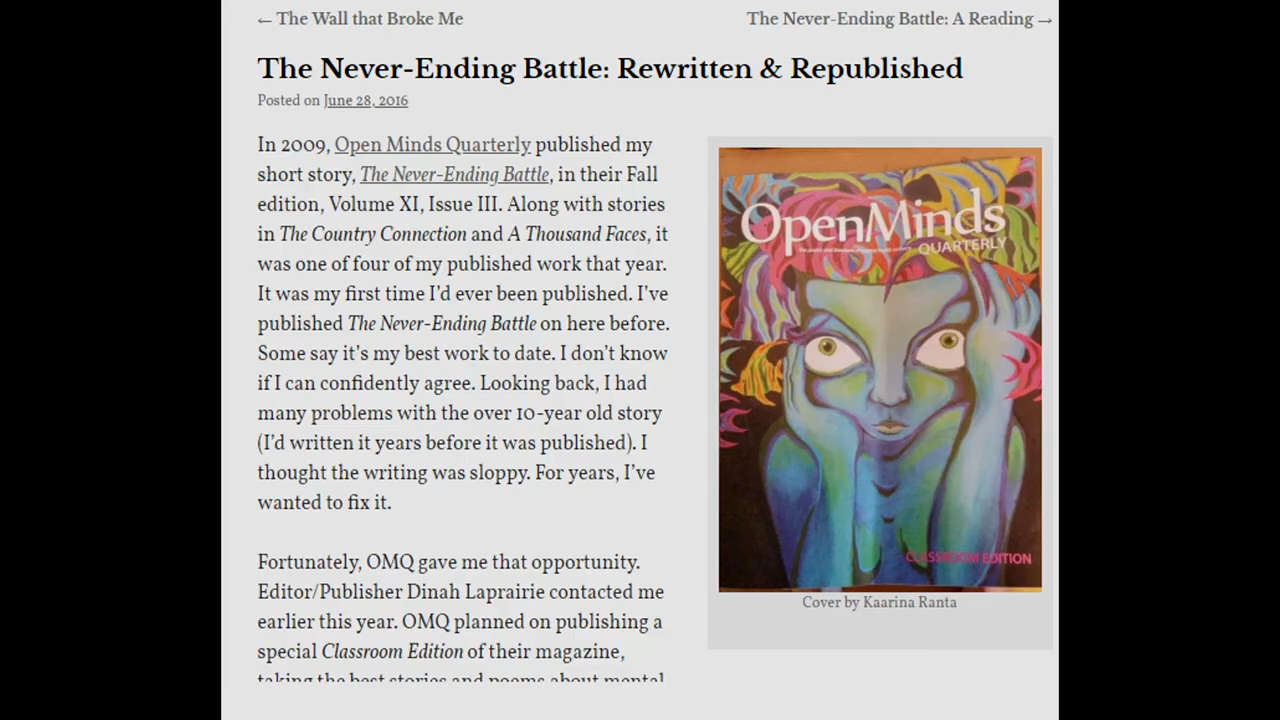 ← The Wall that Broke Me
The Never-Ending Battle: A Reading →
The Never-Ending Battle: Rewritten & Republished
Posted on June 28, 2016
In 2009, Open Minds Quarterly published my
short story, The Never-Ending Battle, in their Fall
edition, Volume XI, Issue III. Along with stories
in The Country Connection and A Thousand Faces, it
was one of four of my published work that year.
It was my first time I’d ever been published. I’ve
published The Never-Ending Battle on here before.
Some say it’s my best work to date. I don’t know
if I can confidently agree. Looking back, I had
many problems with the over 10-year old story
(I’d written it years before it was published). I
thought the writing was sloppy. For years, I’ve
wanted to fix it.
Fortunately, OMQ gave me that opportunity.
Editor/Publisher Dinah Laprairie contacted me
earlier this year. OMQ planned on publishing a
special Classroom Edition of their magazine,
taking the best stories and poems about mental
OpenMinds
QUARTERLY
CLASSROOM EDITION
Cover by Kaarina Ranta